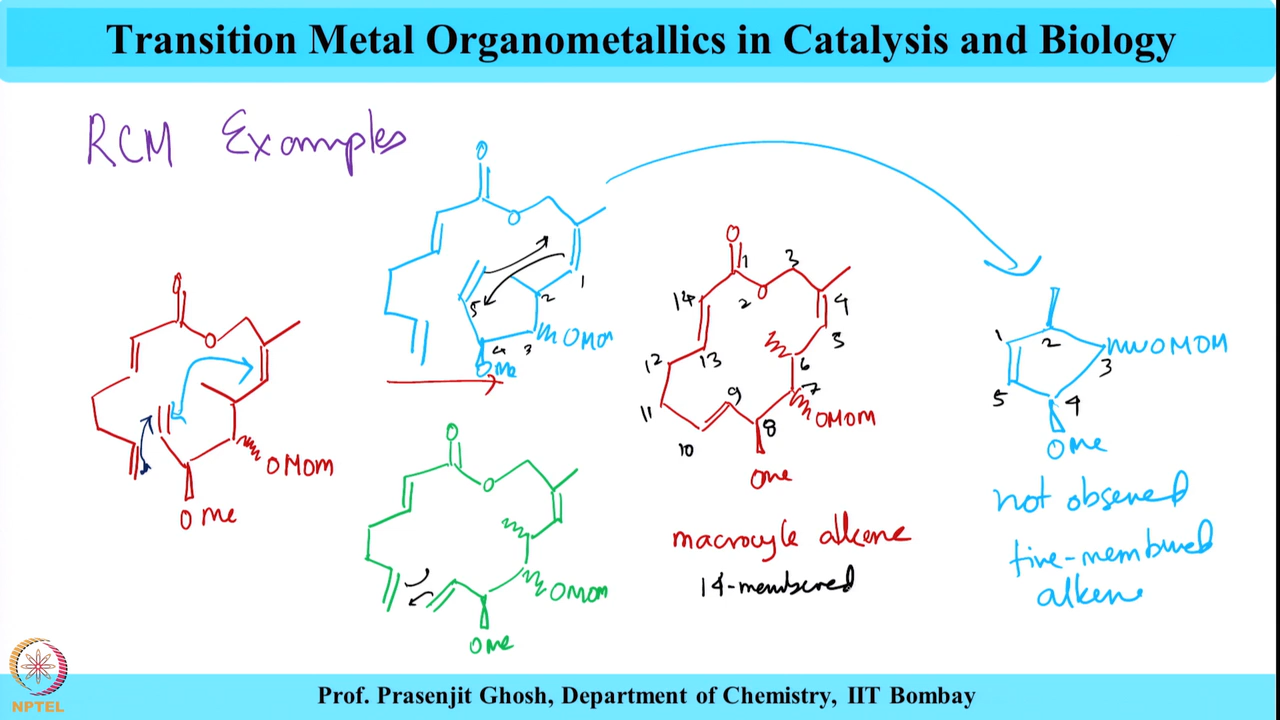 Transition Metal Organometallics in Catalysis and Biology
RCM Examples
O
O
OMOM
OMe
O
O
1
2
3
4
5
OMOM
OMe
O
O
OMOM
OMe
O
1
2
O
3
4
5
6
7
8
9
10
11
12
13
14
OMOM
OMe
macrocyle alkene
14-membered
1
2
3
4
5
OMOM
OMe
not observed
five-membured
alkene
Prof. Prasenjit Ghosh, Department of Chemistry, IIT Bombay
NPTEL